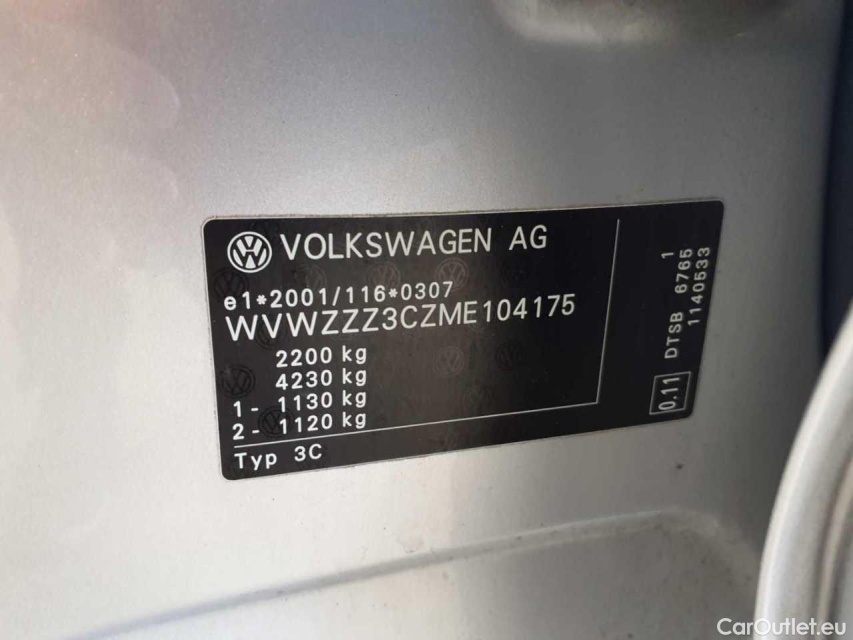 VOLKSWAGEN AG
e1*2001/116*0307
WVWZZZ3CZME104175
2200 kg
4230 kg
1 - 1130 kg
2 - 1120 kg
Typ 3C
0.11
DTSB 6765 1
1140533
CarOutlet.eu